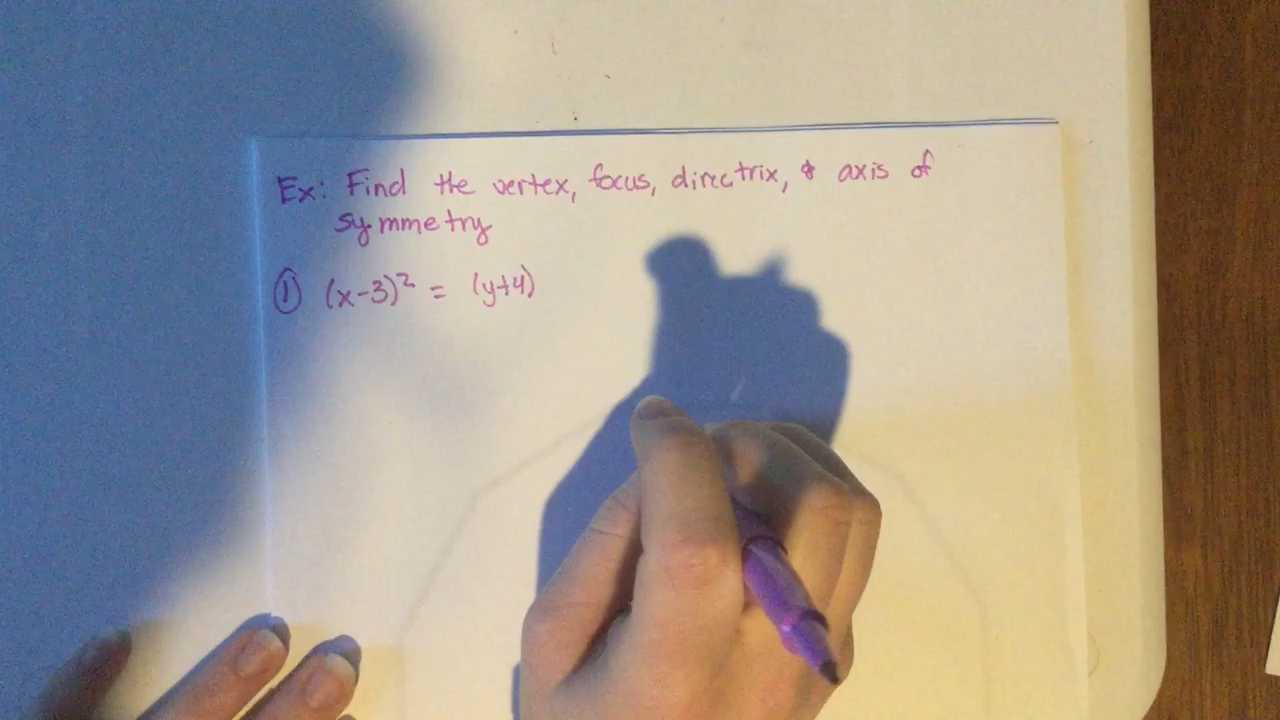 Ex: Find the vertex, focus, directrix, & axis of
symmetry
① (x-3)² = (y+4)